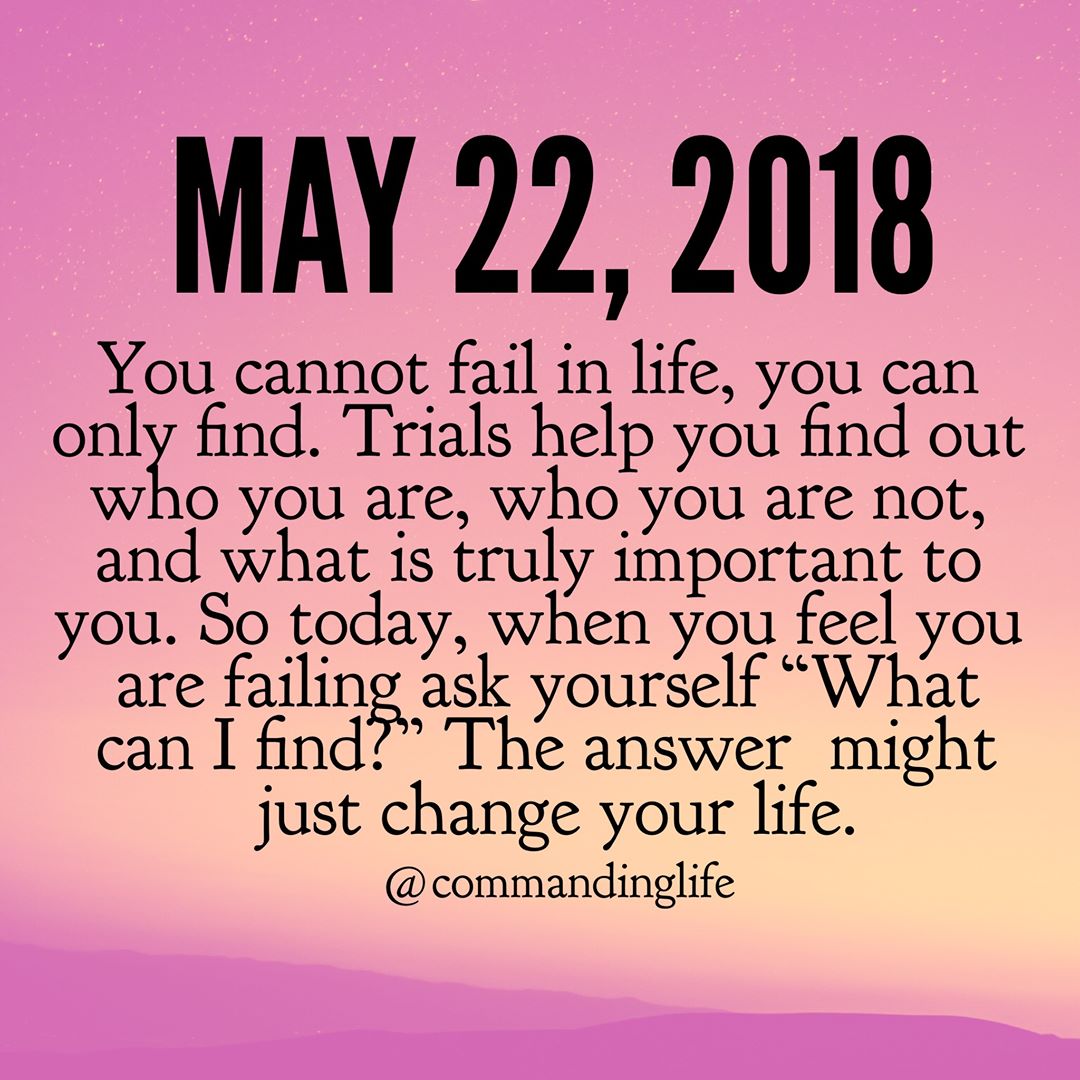 MAY 22, 2018
You cannot fail in life, you can
only find. Trials help you find out
who you are, who you are not,
and what is truly important to
you. So today, when you feel you
are failing ask yourself “What
can I find?” The answer  might
just change your life.
@commandinglife